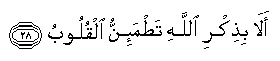 أَلَا بِذِكْرِ ٱللَّهِ تَطْمَئِنُّ ٱلْقُلُوبُ ۝٢٨